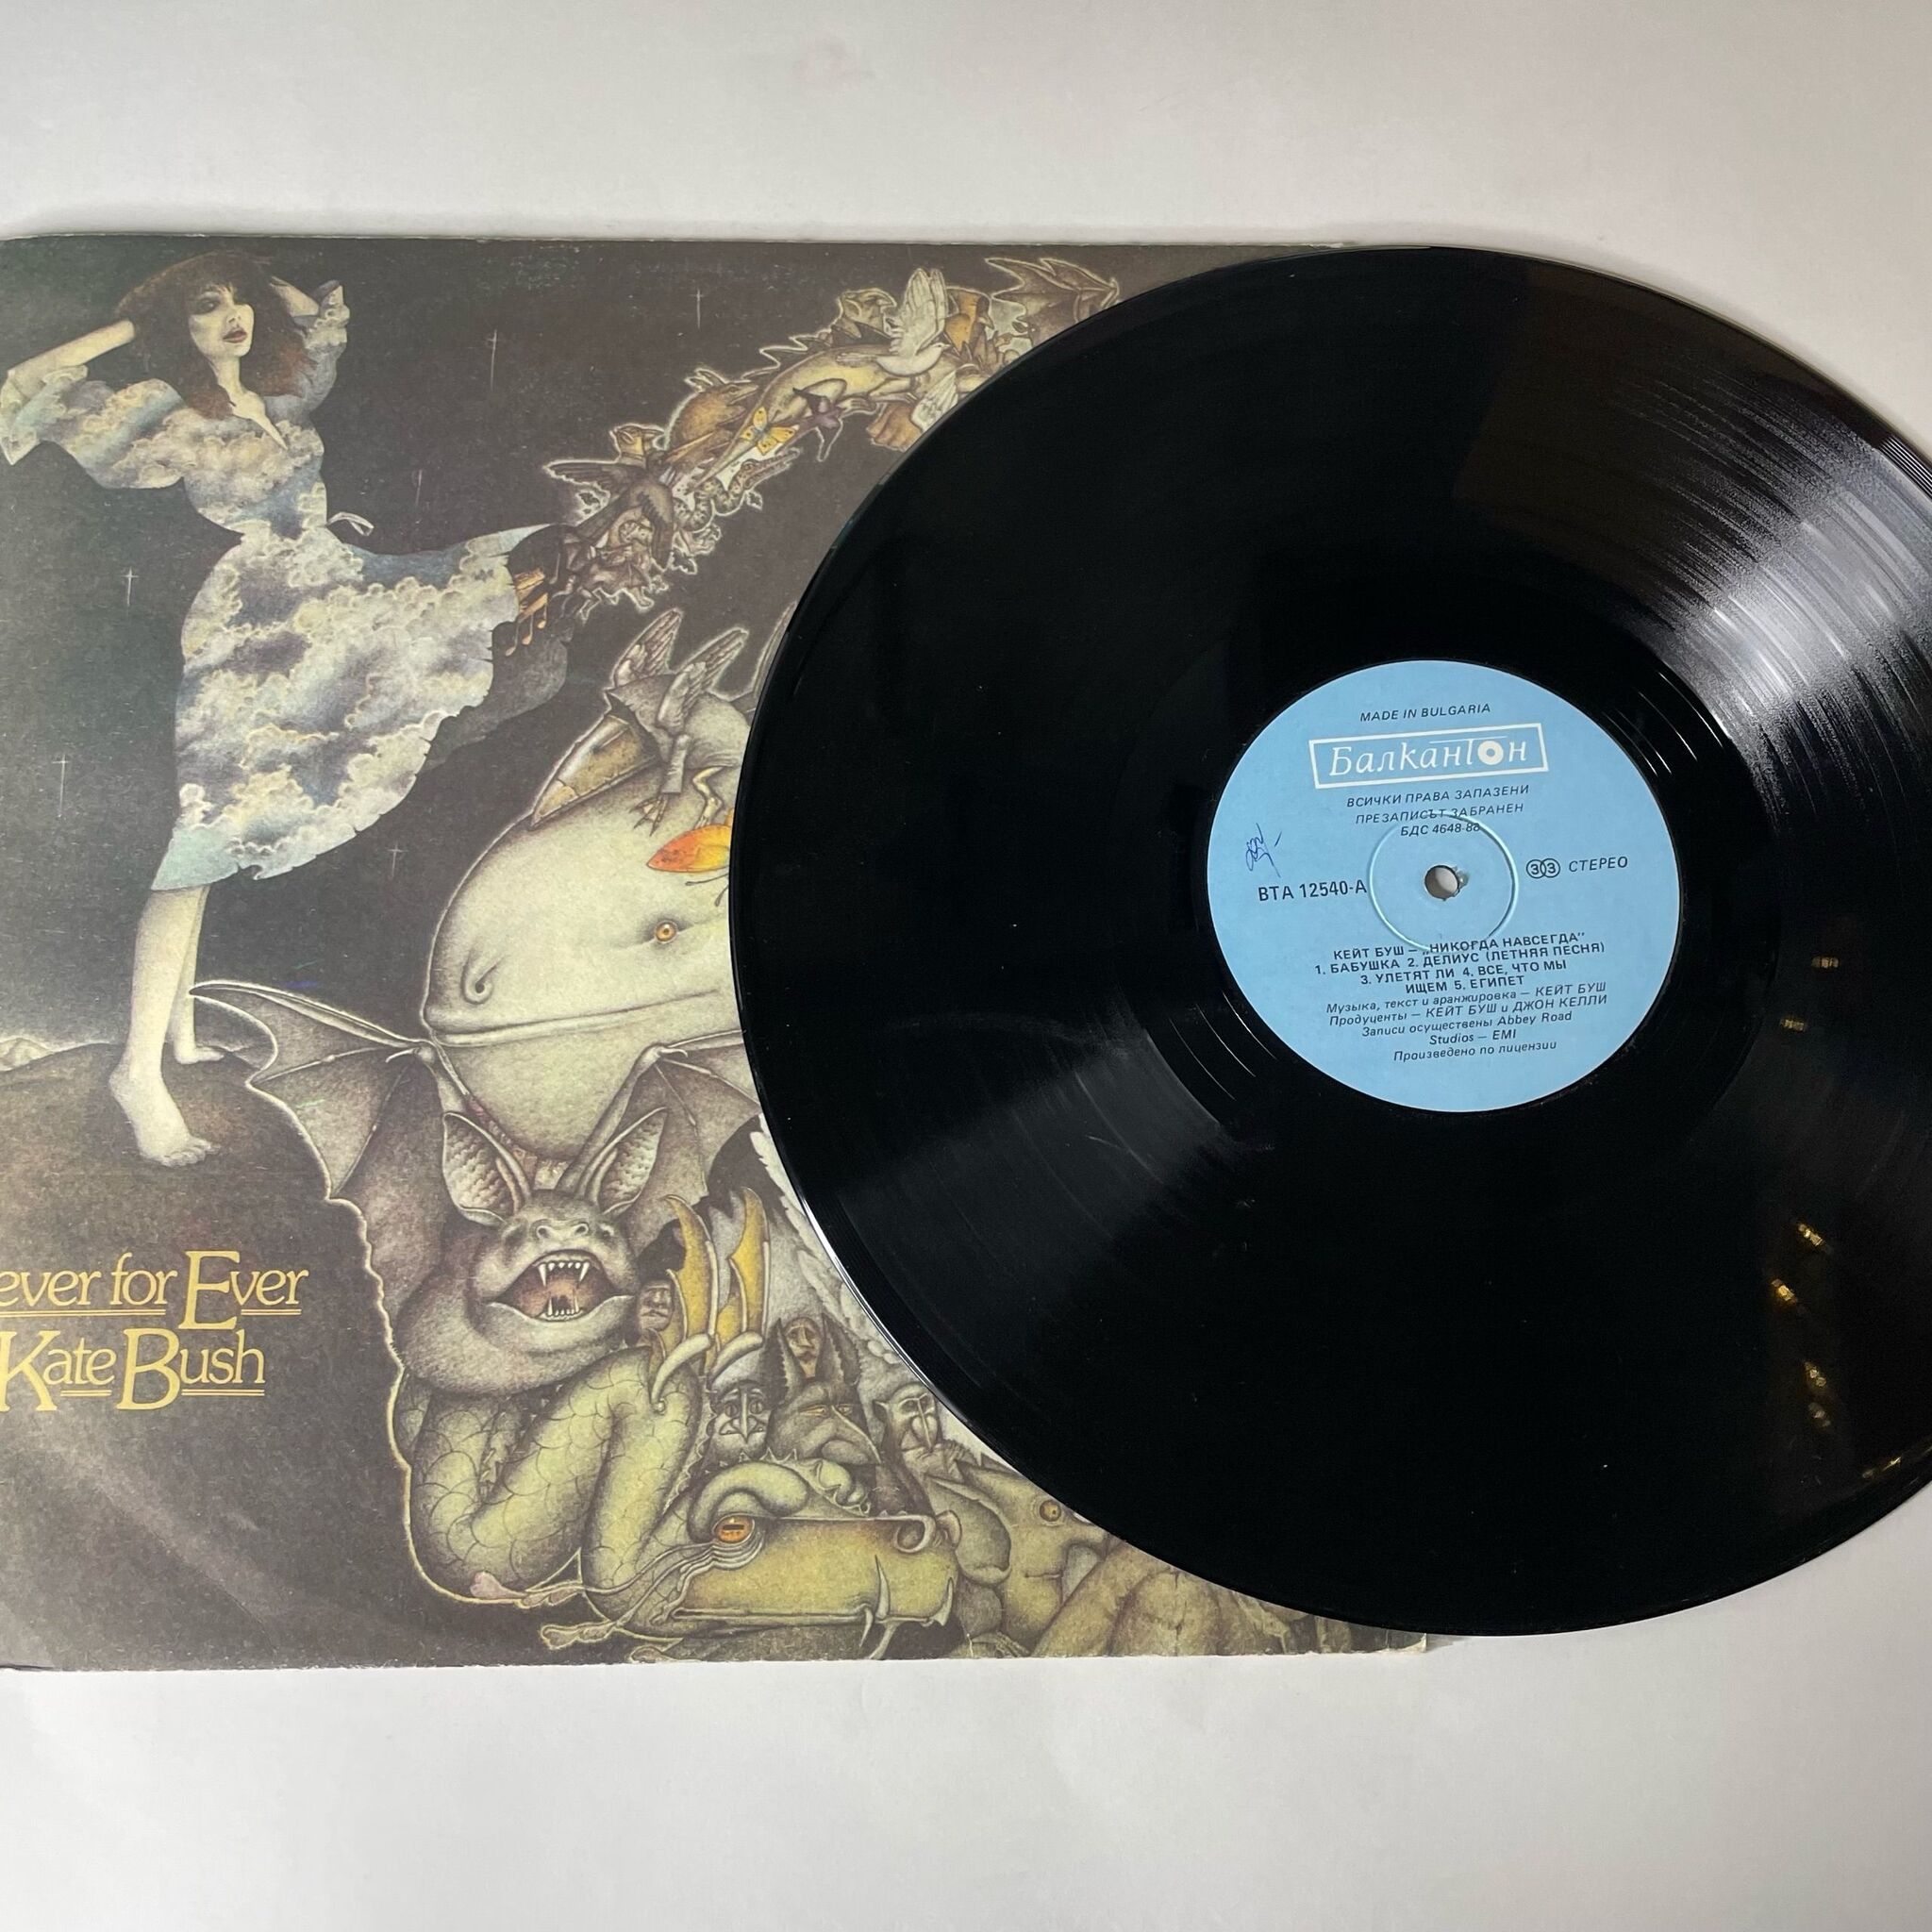 ever for Ever
Kate Bush
MADE IN BULGARIA
Балкантон
ВСИЧКИ ПРАВА ЗАПАЗЕНИ
ПРЕЗАПИСЪТ ЗАБРАНЕН
БДС 4648-88
33 СТЕРЕО
ВТА 12540-А
КЕЙТ БУШ – „НИКОГДА НАВСЕГДА"
1. БАБУШКА 2. ДЕЛИУС (ЛЕТНЯЯ ПЕСНЯ)
3. УЛЕТЯТ ЛИ 4. ВСЕ, ЧТО МЫ
ИЩЕМ 5. ЕГИПЕТ
Музыка, текст и аранжировка – КЕЙТ БУШ
Продуценты – КЕЙТ БУШ и ДЖОН КЕЛЛИ
Записи осуществены Abbey Road
Studios – EMI
Произведено по лицензии